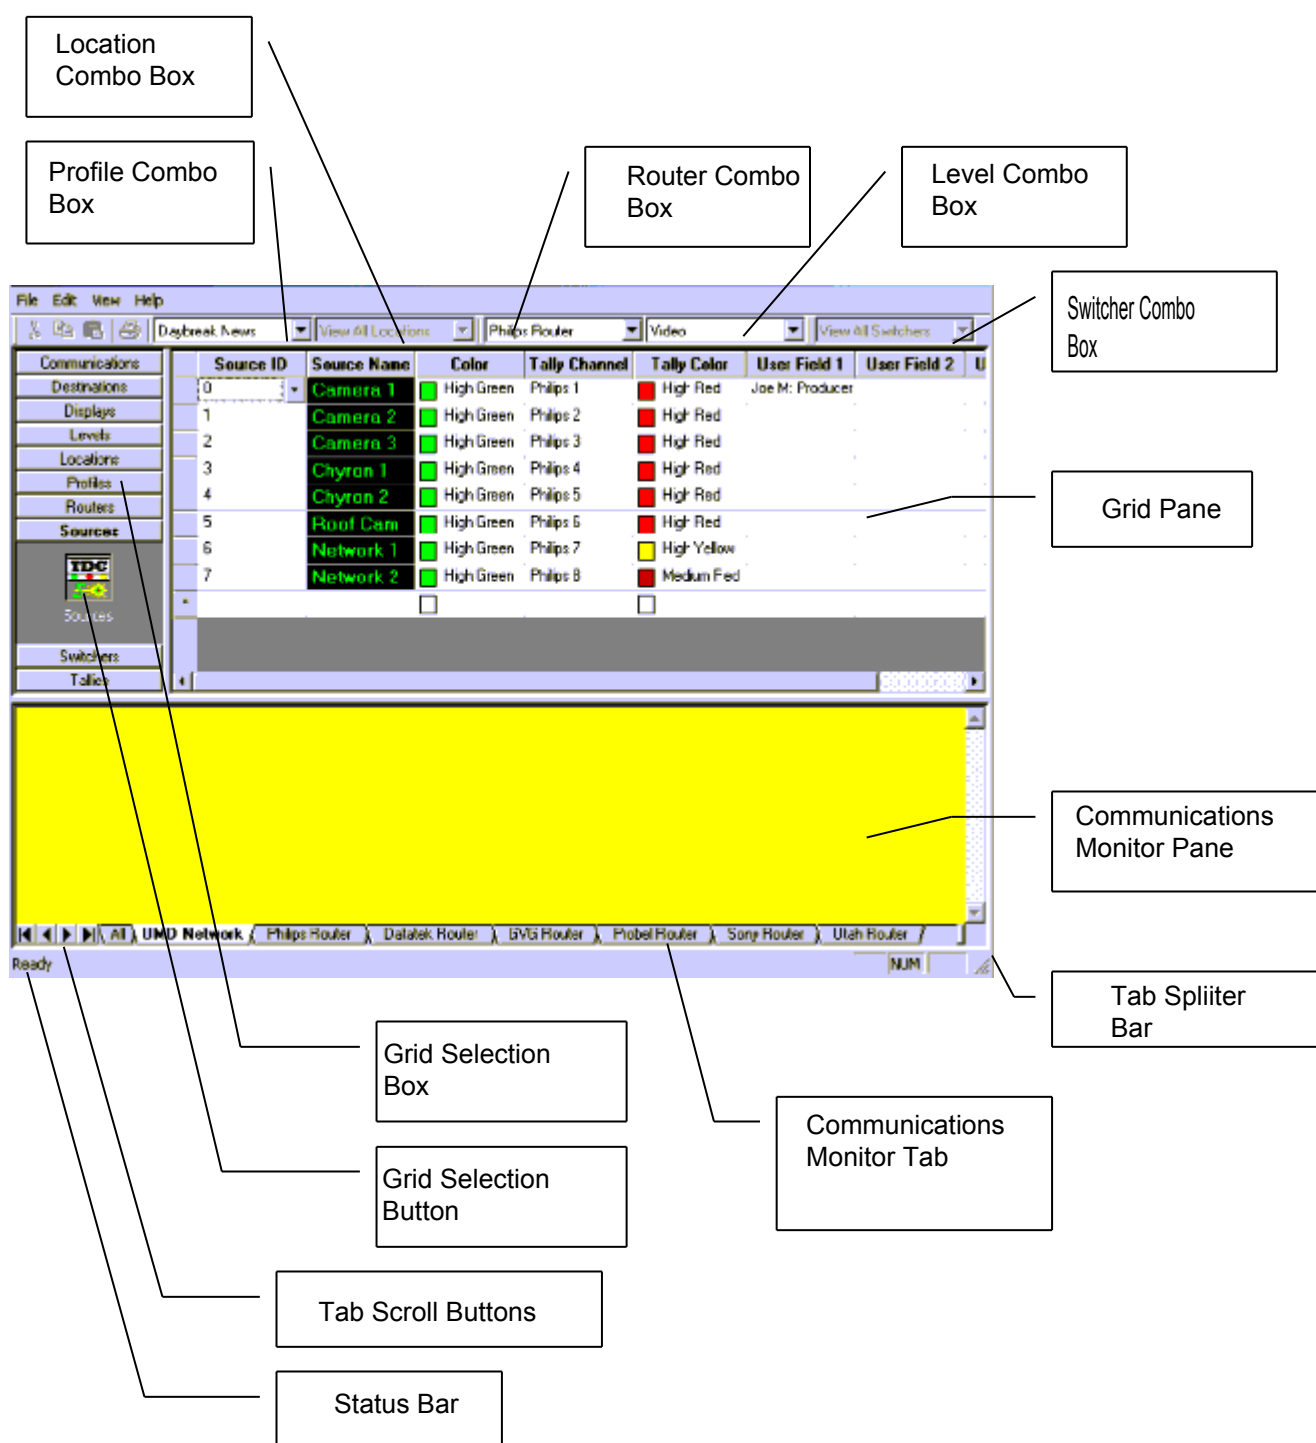 Location
Combo Box
Profile Combo
Box
Router Combo
Box
Level Combo
Box
Switcher Combo
Box
File Edit View Help
Daybreak News View All Locations Philips Router Video View All Switchers
Communications
Destinations
Displays
Levels
Locations
Profiles
Routers
Sources
TDC
Sources
Switchers
Tallies
Source ID Source Name Color Tally Channel Tally Color User Field 1 User Field 2 U
0 Camera 1 High Green Philips 1 High Red Joe M: Producer
1 Camera 2 High Green Philips 2 High Red
2 Camera 3 High Green Philips 3 High Red
3 Chyron 1 High Green Philips 4 High Red
4 Chyron 2 High Green Philips 5 High Red
5 Roof Cam High Green Philips 6 High Red
6 Network 1 High Green Philips 7 High Yellow
7 Network 2 High Green Philips 8 Medium Red
*
Grid Pane
Communications
Monitor Pane
All UMD Network Philips Router Datatek Router GVG Router Probel Router Sony Router Utah Router
Ready NUM
Tab Spliiter
Bar
Grid Selection
Box
Communications
Monitor Tab
Grid Selection
Button
Tab Scroll Buttons
Status Bar